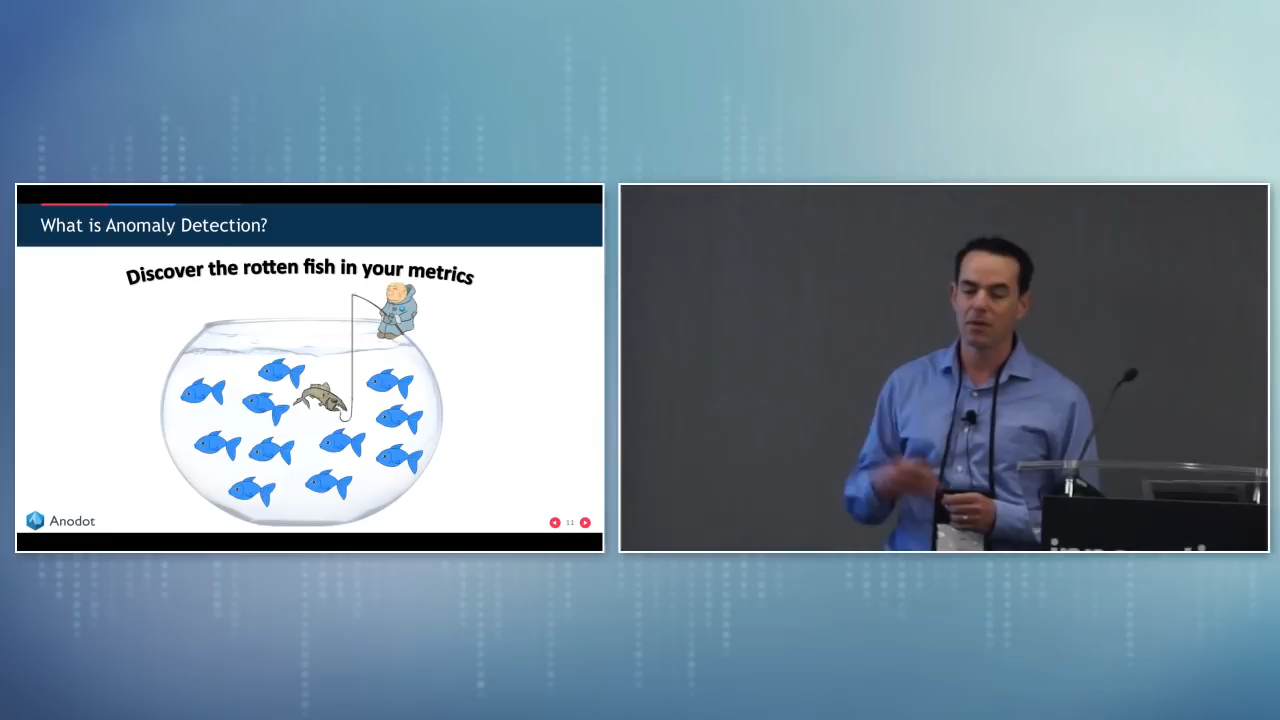 What is Anomaly Detection?
Discover the rotten fish in your metrics
Anodot
11